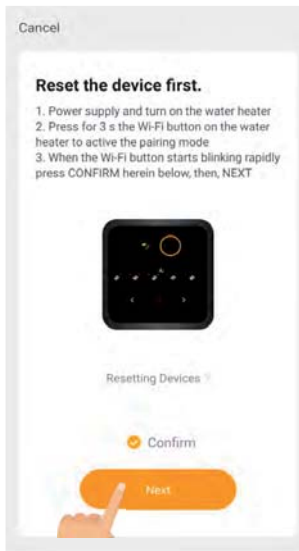 Cancel
Reset the device first.
1. Power supply and turn on the water heater
2. Press for 3 s the Wi-Fi button on the water
heater to active the pairing mode
3. When the Wi-Fi button starts blinking rapidly
press CONFIRM herein below, then, NEXT
Resetting Devices
Confirm
Next